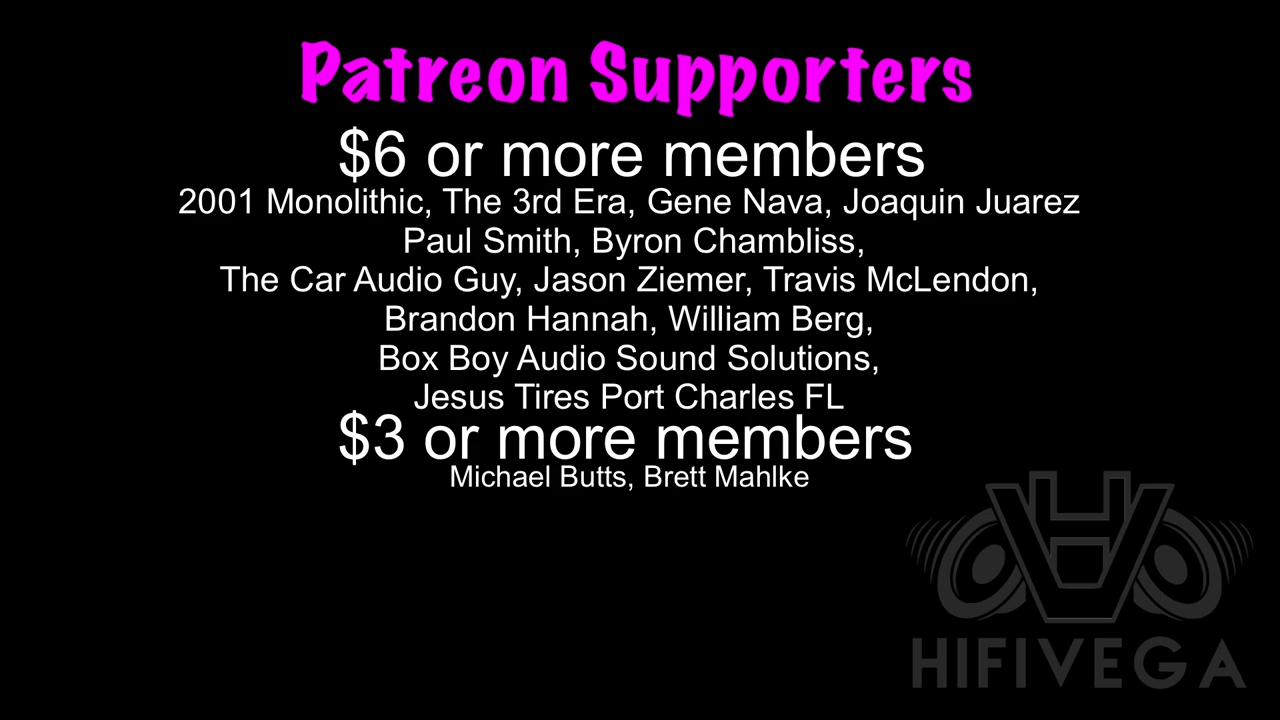 Patreon Supporters
$6 or more members
2001 Monolithic, The 3rd Era, Gene Nava, Joaquin Juarez
Paul Smith, Byron Chambliss,
The Car Audio Guy, Jason Ziemer, Travis McLendon,
Brandon Hannah, William Berg,
Box Boy Audio Sound Solutions,
Jesus Tires Port Charles FL
$3 or more members
Michael Butts, Brett Mahlke
HIFIVEGA